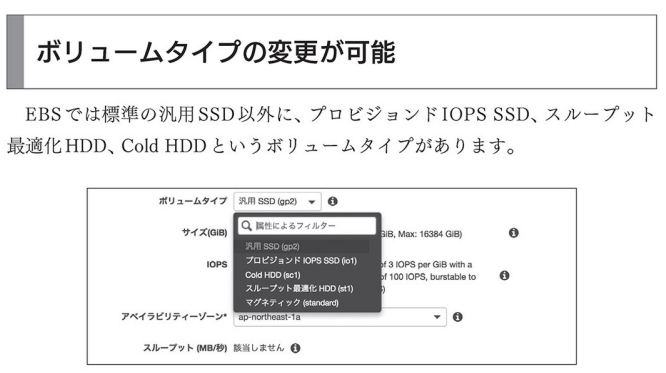 ボリュームタイプの変更が可能
EBSでは標準の汎用SSD以外に、プロビジョンドIOPS SSD、スループット
最適化HDD、Cold HDDというボリュームタイプがあります。
ボリュームタイプ 汎用 SSD (gp2)
属性によるフィルター
サイズ(GiB) GiB, Max: 16384 GiB)
汎用 SSD (gp2)
IOPS プロビジョンド IOPS SSD (io1) of 3 IOPS per GiB with a
Cold HDD (sc1) of 100 IOPS, burstable to
スループット最適化 HDD (st1)
マグネティック (standard)
アベイラビリティーゾーン* ap-northeast-1a
スループット (MB/秒) 該当しません